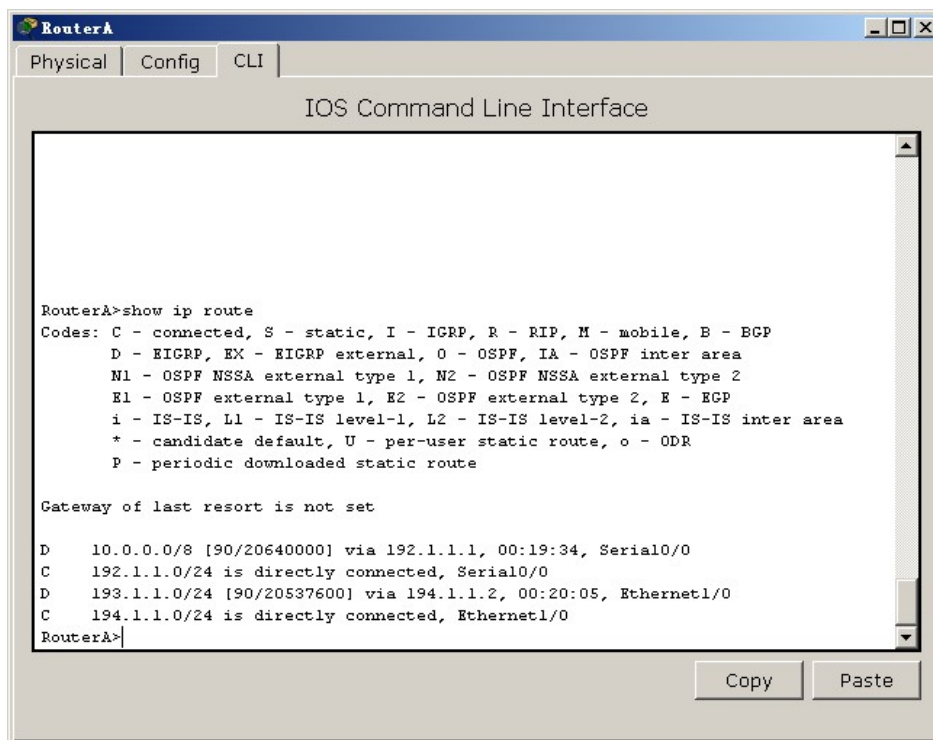 RouterA
Physical Config CLI
IOS Command Line Interface
RouterA>show ip route
Codes: C - connected, S - static, I - IGRP, R - RIP, M - mobile, B - BGP
D - EIGRP, EX - EIGRP external, O - OSPF, IA - OSPF inter area
N1 - OSPF NSSA external type 1, N2 - OSPF NSSA external type 2
E1 - OSPF external type 1, E2 - OSPF external type 2, E - EGP
i - IS-IS, L1 - IS-IS level-1, L2 - IS-IS level-2, ia - IS-IS inter area
* - candidate default, U - per-user static route, o - ODR
P - periodic downloaded static route
Gateway of last resort is not set
D 10.0.0.0/8 [90/20640000] via 192.1.1.1, 00:19:34, Serial0/0
C 192.1.1.0/24 is directly connected, Serial0/0
D 193.1.1.0/24 [90/20537600] via 194.1.1.2, 00:20:05, Ethernet1/0
C 194.1.1.0/24 is directly connected, Ethernet1/0
RouterA>
Copy Paste